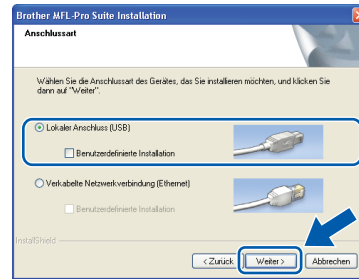 Brother MFL-Pro Suite Installation
Anschlussart
Wählen Sie die Anschlussart des Gerätes, das Sie installieren möchten, und klicken Sie
dann auf "Weiter".
Lokaler Anschluss (USB)
Benutzerdefinierte Installation
Verkabelte Netzwerkverbindung (Ethernet)
Benutzerdefinierte Installation
InstallShield
< Zurück Weiter > Abbrechen